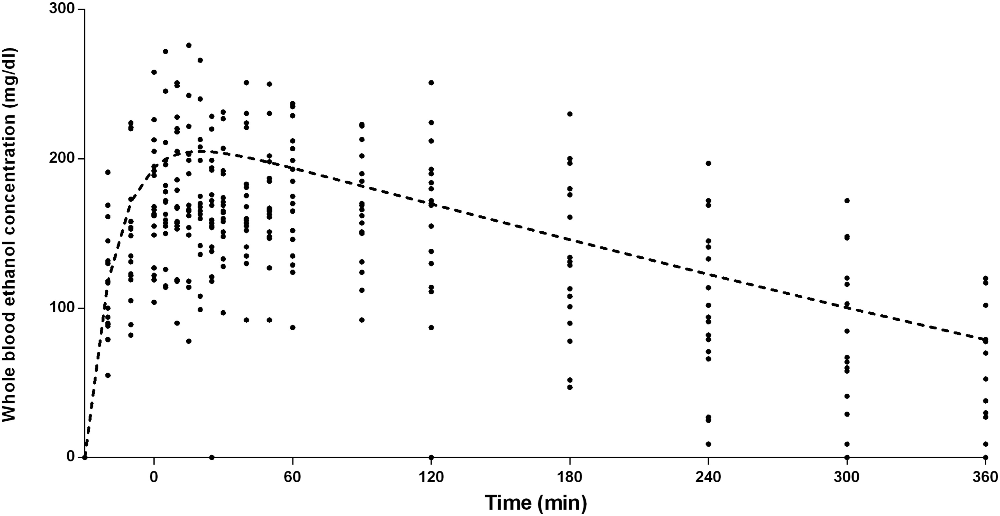 Whole blood ethanol concentration (mg/dl)
300
200
100
0
0 60 120 180 240 300 360
Time (min)